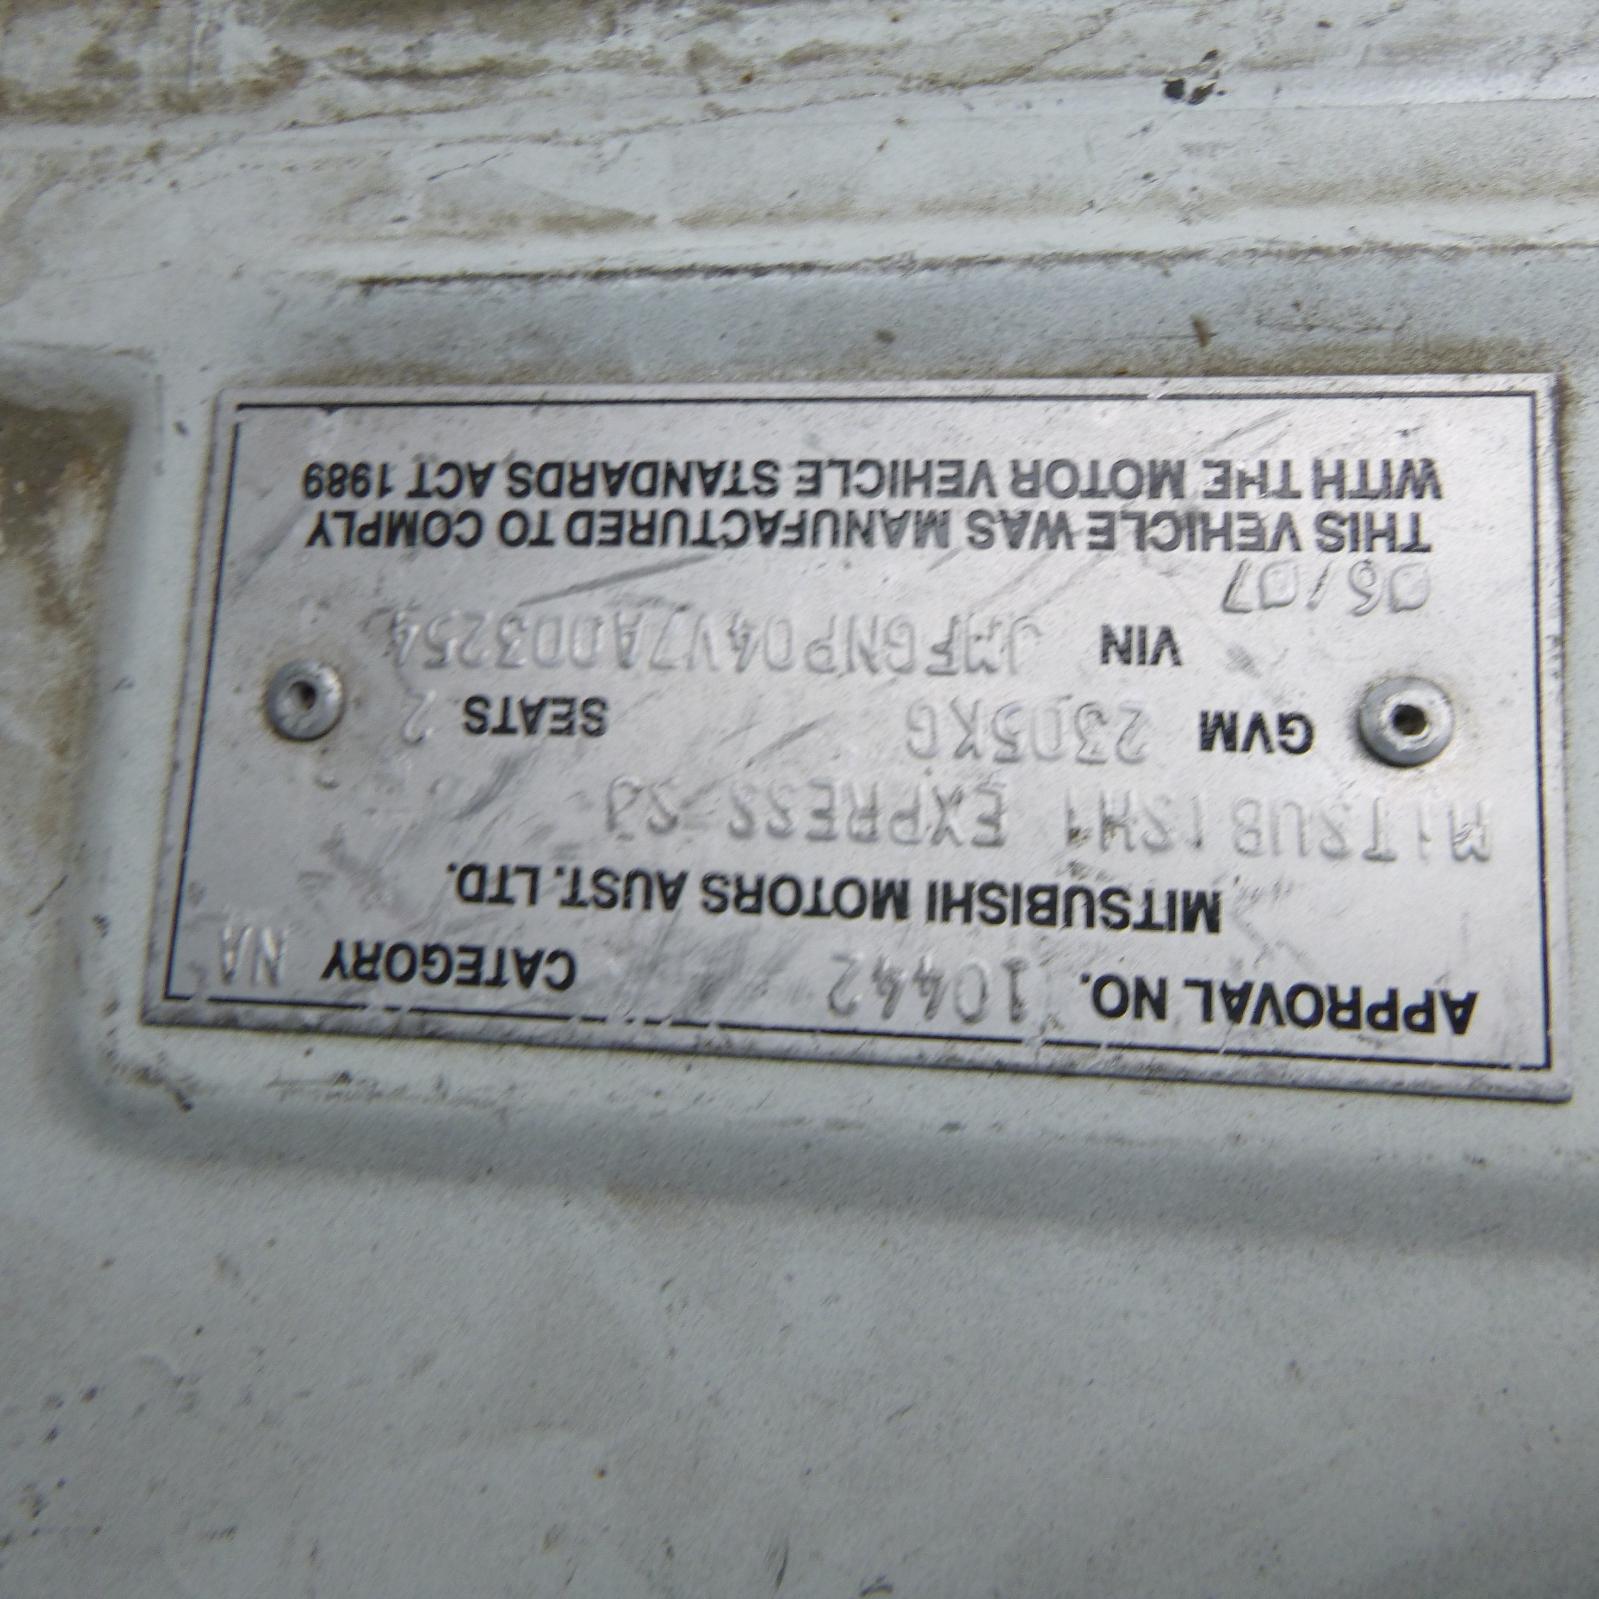 APPROVAL NO. 10442 CATEGORY NA
MITSUBISHI MOTORS AUST. LTD.
MITSUBISHI EXPRESS SJ
GVM 2305KG SEATS 2
VIN JMFGNP04V7A003254
06/07
THIS VEHICLE WAS MANUFACTURED TO COMPLY
WITH THE MOTOR VEHICLE STANDARDS ACT 1989